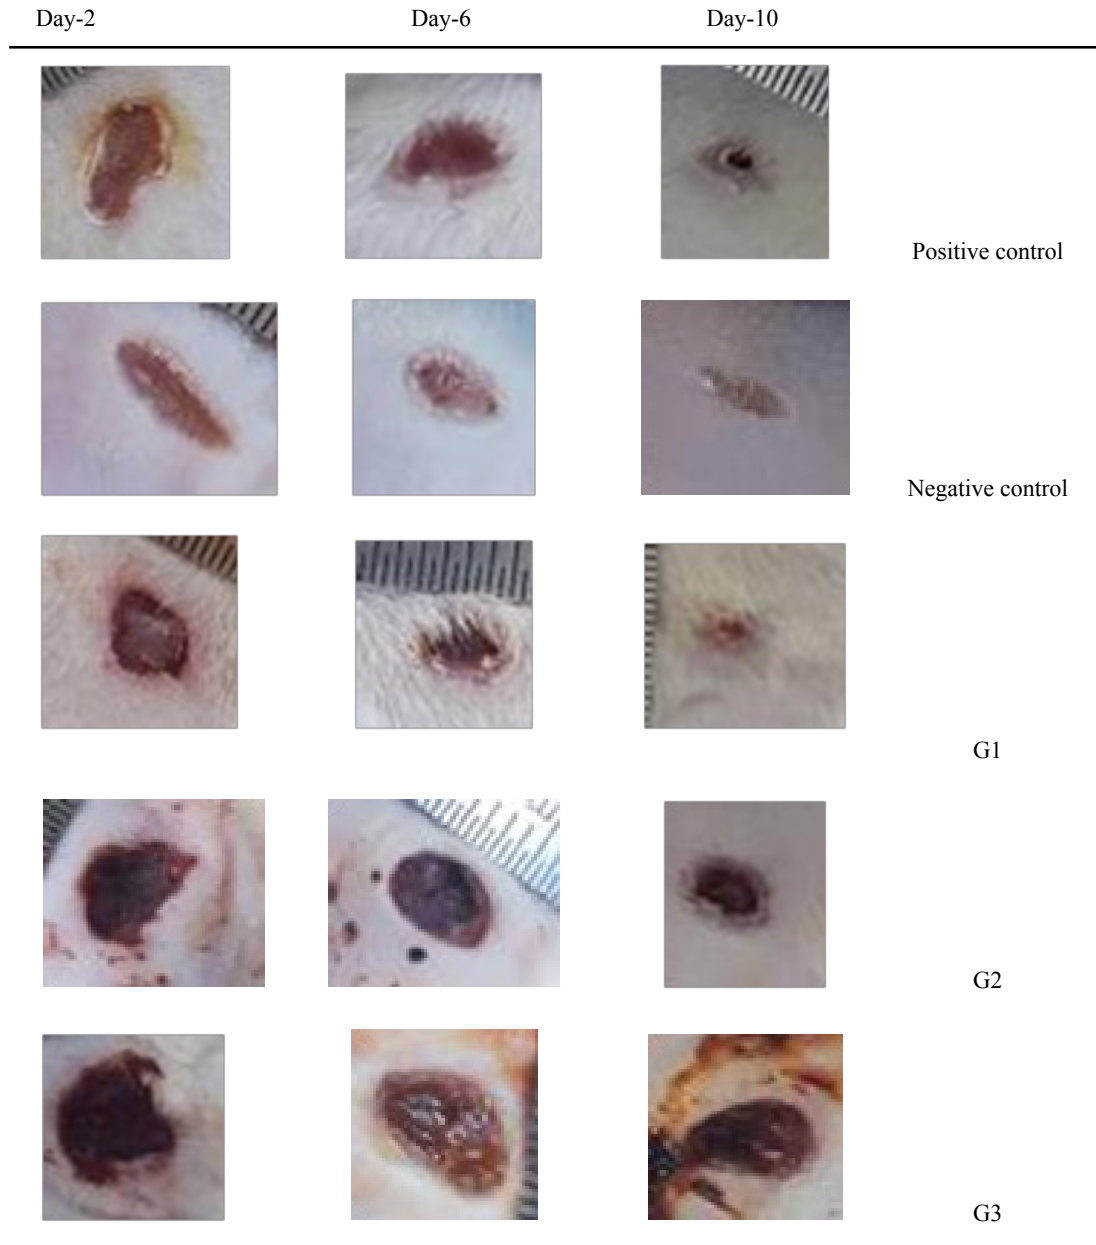 Day-2 Day-6 Day-10
Positive control
Negative control
G1
G2
G3